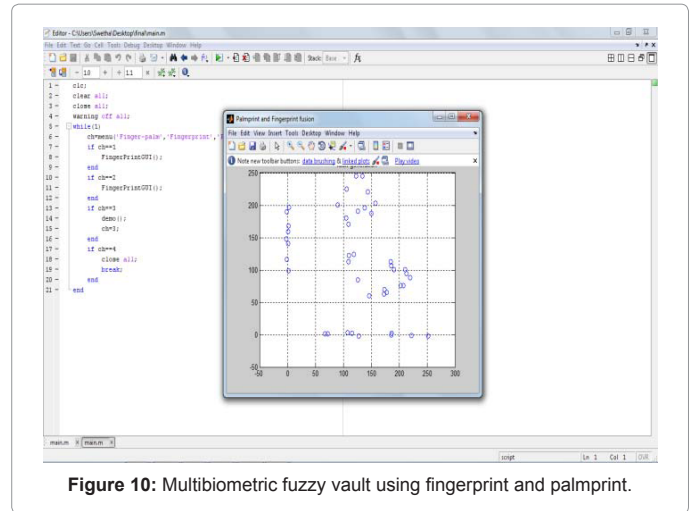 Editor - C:\Users\Swetha\Desktop\final\main.m
File Edit Text Go Cell Tools Debug Desktop Window Help
Stack: Base
- 1.0 + ÷ 1.1 ×
1 - clc;
2 - clear all;
3 - close all;
4 - warning off all;
5 - while(1)
6 - ch=menu('Finger-palm','Fingerprint','
7 - if ch==1
8 - FingerPrintGUI();
9 - end
10 - if ch==2
11 - FingerPrintGUI();
12 - end
13 - if ch==3
14 - demo();
15 - ch=3;
16 - end
17 - if ch==4
18 - close all;
19 - break;
20 - end
21 - end
Palmprint and Fingerprint fusion
File Edit View Insert Tools Desktop Window Help
Note new toolbar buttons: data brushing & linked plots Play video
250
200
150
100
50
0
-50
-50 0 50 100 150 200 250 300
main.m × main.m ×
script Ln 1 Col 1 OVR
Figure 10: Multibiometric fuzzy vault using fingerprint and palmprint.